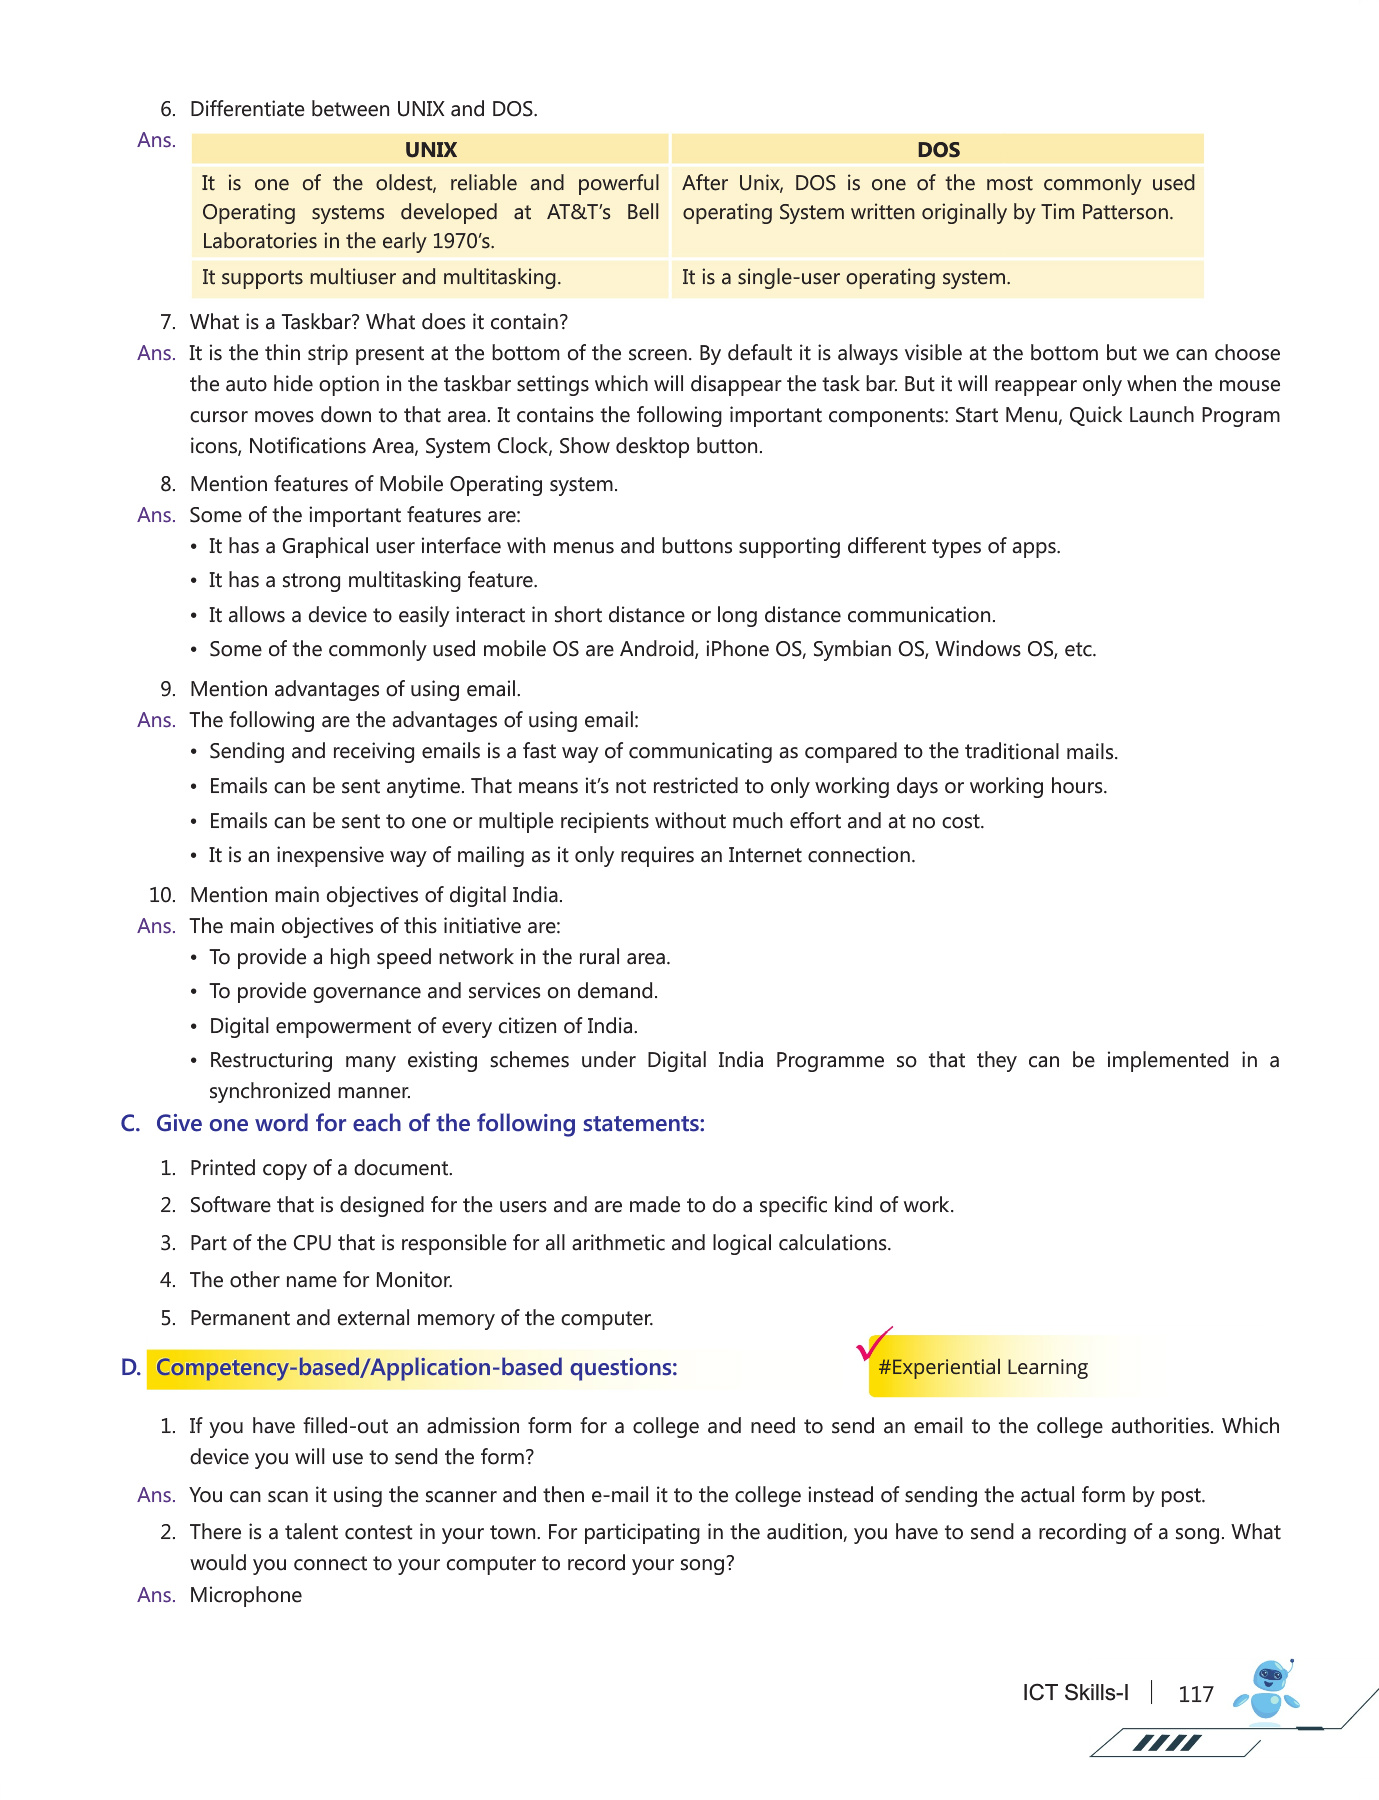 6. Differentiate between UNIX and DOS.
Ans.
UNIX DOS
It is one of the oldest, reliable and powerful
Operating systems developed at AT&T's Bell
Laboratories in the early 1970's.
After Unix, DOS is one of the most commonly used
operating System written originally by Tim Patterson.
It supports multiuser and multitasking. It is a single-user operating system.
7. What is a Taskbar? What does it contain?
Ans. It is the thin strip present at the bottom of the screen. By default it is always visible at the bottom but we can choose
the auto hide option in the taskbar settings which will disappear the task bar. But it will reappear only when the mouse
cursor moves down to that area. It contains the following important components: Start Menu, Quick Launch Program
icons, Notifications Area, System Clock, Show desktop button.
8. Mention features of Mobile Operating system.
Ans. Some of the important features are:
• It has a Graphical user interface with menus and buttons supporting different types of apps.
• It has a strong multitasking feature.
• It allows a device to easily interact in short distance or long distance communication.
• Some of the commonly used mobile OS are Android, iPhone OS, Symbian OS, Windows OS, etc.
9. Mention advantages of using email.
Ans. The following are the advantages of using email:
• Sending and receiving emails is a fast way of communicating as compared to the traditional mails.
• Emails can be sent anytime. That means it's not restricted to only working days or working hours.
• Emails can be sent to one or multiple recipients without much effort and at no cost.
• It is an inexpensive way of mailing as it only requires an Internet connection.
10. Mention main objectives of digital India.
Ans. The main objectives of this initiative are:
• To provide a high speed network in the rural area.
• To provide governance and services on demand.
• Digital empowerment of every citizen of India.
• Restructuring many existing schemes under Digital India Programme so that they can be implemented in a
synchronized manner.
C. Give one word for each of the following statements:
1. Printed copy of a document.
2. Software that is designed for the users and are made to do a specific kind of work.
3. Part of the CPU that is responsible for all arithmetic and logical calculations.
4. The other name for Monitor.
5. Permanent and external memory of the computer.
D. Competency-based/Application-based questions: #Experiential Learning
1. If you have filled-out an admission form for a college and need to send an email to the college authorities. Which
device you will use to send the form?
Ans. You can scan it using the scanner and then e-mail it to the college instead of sending the actual form by post.
2. There is a talent contest in your town. For participating in the audition, you have to send a recording of a song. What
would you connect to your computer to record your song?
Ans. Microphone
ICT Skills-I 117